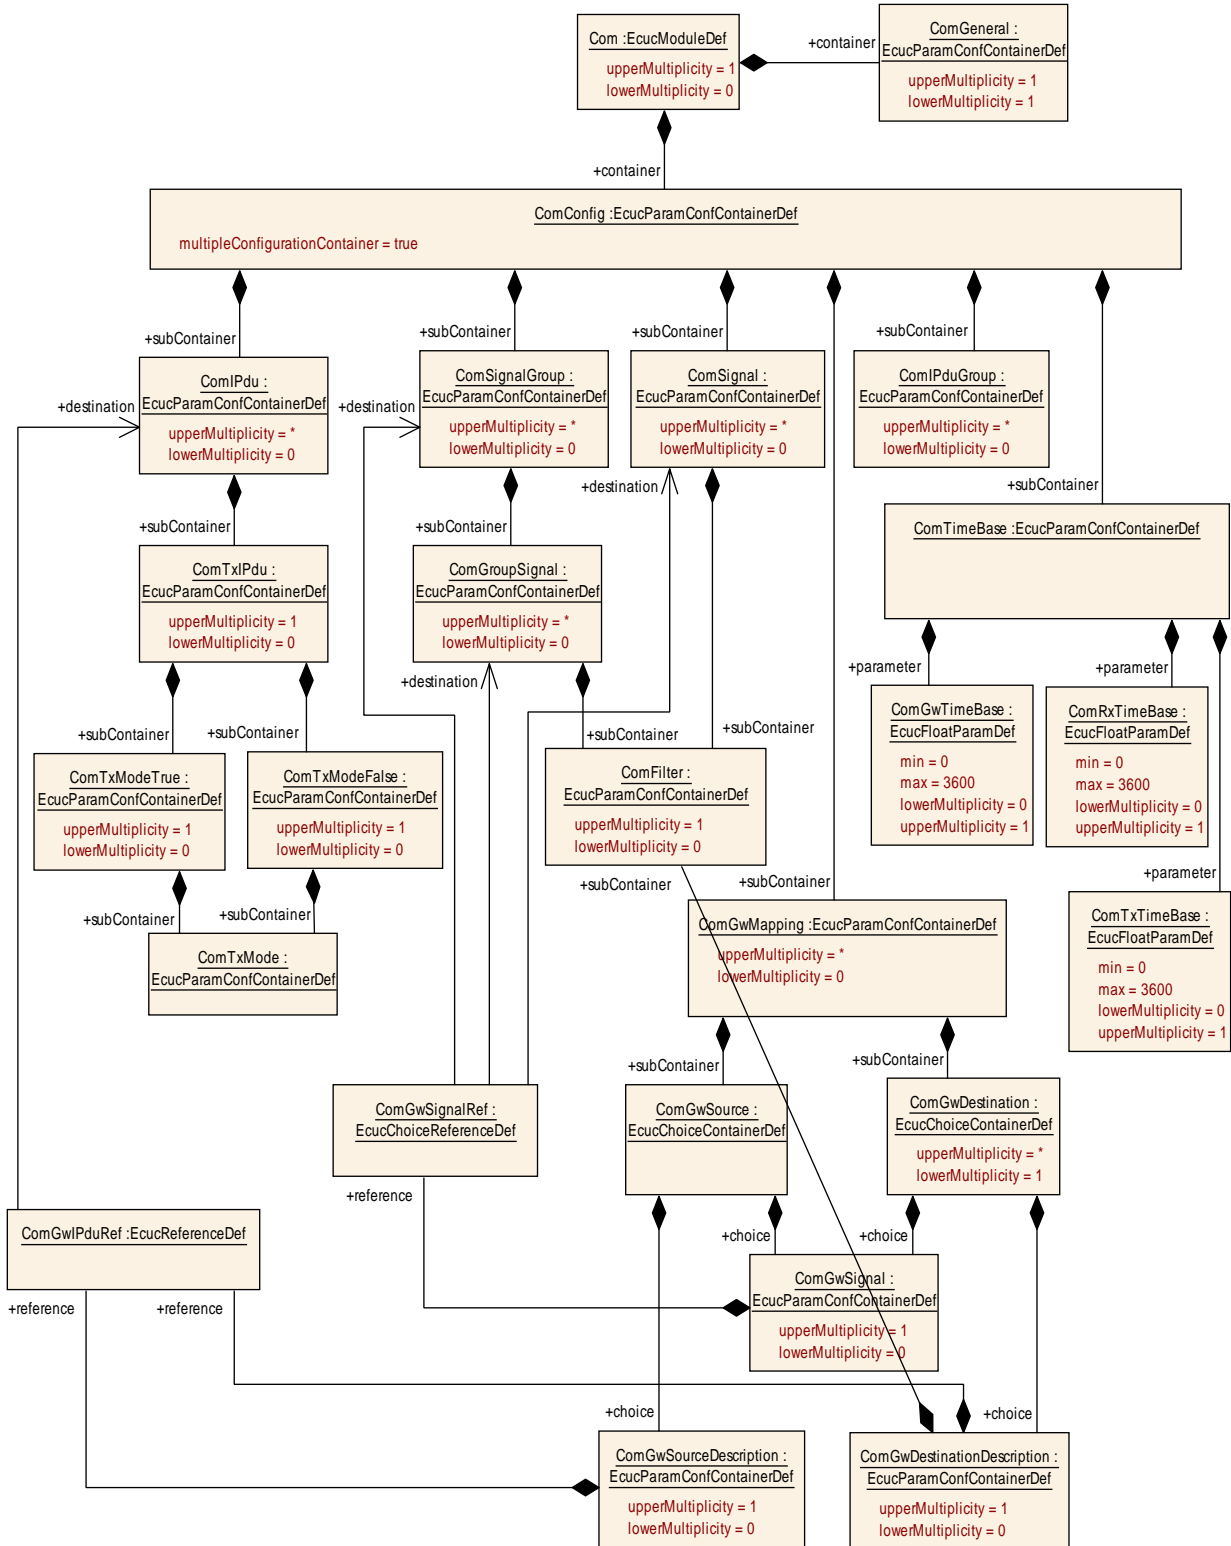 Com :EcucModuleDef
upperMultiplicity = 1
lowerMultiplicity = 0
+container
ComGeneral :
EcucParamConfContainerDef
upperMultiplicity = 1
lowerMultiplicity = 1
+container
ComConfig :EcucParamConfContainerDef
multipleConfigurationContainer = true
+subContainer
+subContainer
+subContainer
+subContainer
ComIPdu :
EcucParamConfContainerDef
upperMultiplicity = *
lowerMultiplicity = 0
+destination
ComSignalGroup :
EcucParamConfContainerDef
upperMultiplicity = *
lowerMultiplicity = 0
+destination
ComSignal :
EcucParamConfContainerDef
upperMultiplicity = *
lowerMultiplicity = 0
+destination
ComIPduGroup :
EcucParamConfContainerDef
upperMultiplicity = *
lowerMultiplicity = 0
+subContainer
+subContainer
+subContainer
ComTimeBase :EcucParamConfContainerDef
ComTxIPdu :
EcucParamConfContainerDef
upperMultiplicity = 1
lowerMultiplicity = 0
ComGroupSignal :
EcucParamConfContainerDef
upperMultiplicity = *
lowerMultiplicity = 0
+destination
+parameter
+parameter
ComGwTimeBase :
EcucFloatParamDef
min = 0
max = 3600
lowerMultiplicity = 0
upperMultiplicity = 1
ComRxTimeBase :
EcucFloatParamDef
min = 0
max = 3600
lowerMultiplicity = 0
upperMultiplicity = 1
+subContainer
+subContainer
+subContainer
+subContainer
ComTxModeTrue :
EcucParamConfContainerDef
upperMultiplicity = 1
lowerMultiplicity = 0
ComTxModeFalse :
EcucParamConfContainerDef
upperMultiplicity = 1
lowerMultiplicity = 0
ComFilter :
EcucParamConfContainerDef
upperMultiplicity = 1
lowerMultiplicity = 0
+subContainer
+subContainer
+parameter
+subContainer
+subContainer
ComTxMode :
EcucParamConfContainerDef
ComGwMapping :EcucParamConfContainerDef
upperMultiplicity = *
lowerMultiplicity = 0
ComTxTimeBase :
EcucFloatParamDef
min = 0
max = 3600
lowerMultiplicity = 0
upperMultiplicity = 1
+subContainer
+subContainer
ComGwSignalRef :
EcucChoiceReferenceDef
ComGwSource :
EcucChoiceContainerDef
ComGwDestination :
EcucChoiceContainerDef
upperMultiplicity = *
lowerMultiplicity = 1
+reference
ComGwIPduRef :EcucReferenceDef
+choice
+choice
ComGwSignal :
EcucParamConfContainerDef
upperMultiplicity = 1
lowerMultiplicity = 0
+reference
+reference
+choice
+choice
ComGwSourceDescription :
EcucParamConfContainerDef
upperMultiplicity = 1
lowerMultiplicity = 0
ComGwDestinationDescription :
EcucParamConfContainerDef
upperMultiplicity = 1
lowerMultiplicity = 0